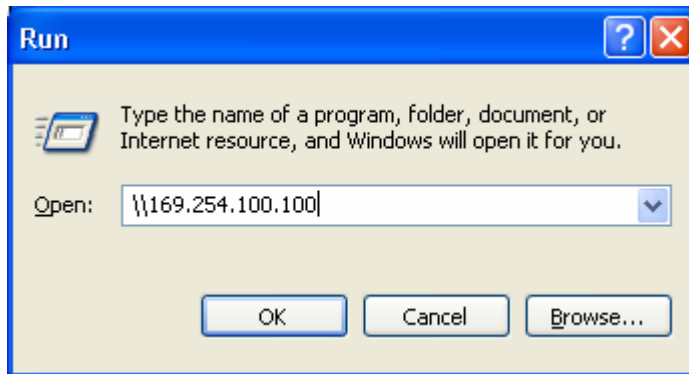 Run
Type the name of a program, folder, document, or
Internet resource, and Windows will open it for you.
Open: \\169.254.100.100
OK Cancel Browse...